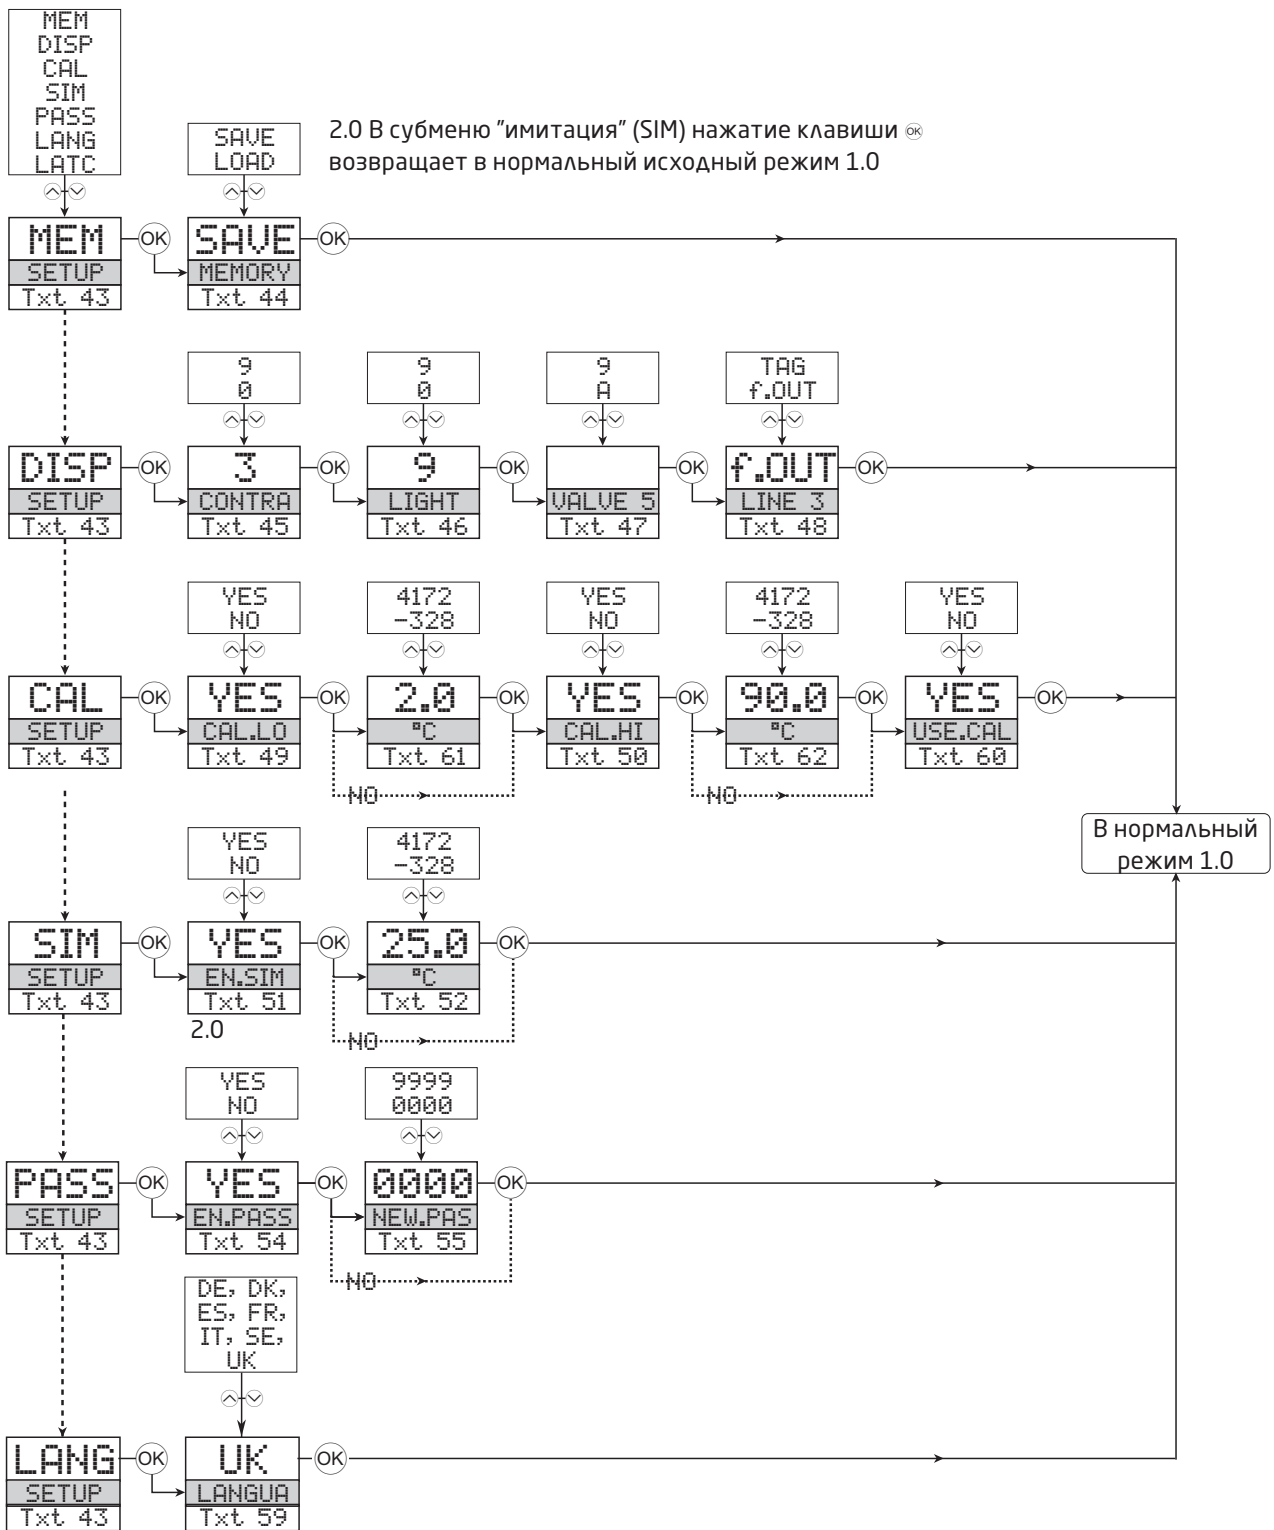 MEM
DISP
CAL
SIM
PASS
LANG
LATC
2.0 В субменю "имитация" (SIM) нажатие клавиши OK
возвращает в нормальный исходный режим 1.0
SAVE
LOAD
MEM OK SAVE OK
SETUP MEMORY
Txt 43 Txt 44
9 9 9 TAG
0 0 A f.OUT
DISP OK 3 OK 9 OK OK f.OUT OK
SETUP CONTRA LIGHT VALVE 5 LINE 3
Txt 43 Txt 45 Txt 46 Txt 47 Txt 48
YES 4172 YES 4172 YES
NO -328 NO -328 NO
CAL OK YES OK 2.0 OK YES OK 90.0 OK YES OK
SETUP CAL.LO °C CAL.HI °C USE.CAL
Txt 43 Txt 49 Txt 61 Txt 50 Txt 62 Txt 60
NO NO
В нормальный
режим 1.0
YES 4172
NO -328
SIM OK YES OK 25.0 OK
SETUP EN.SIM °C
Txt 43 Txt 51 Txt 52
2.0
NO
YES 9999
NO 0000
PASS OK YES OK 0000 OK
SETUP EN.PASS NEW.PAS
Txt 43 Txt 54 Txt 55
NO
DE, DK,
ES, FR,
IT, SE,
UK
LANG OK UK OK
SETUP LANGUA
Txt 43 Txt 59